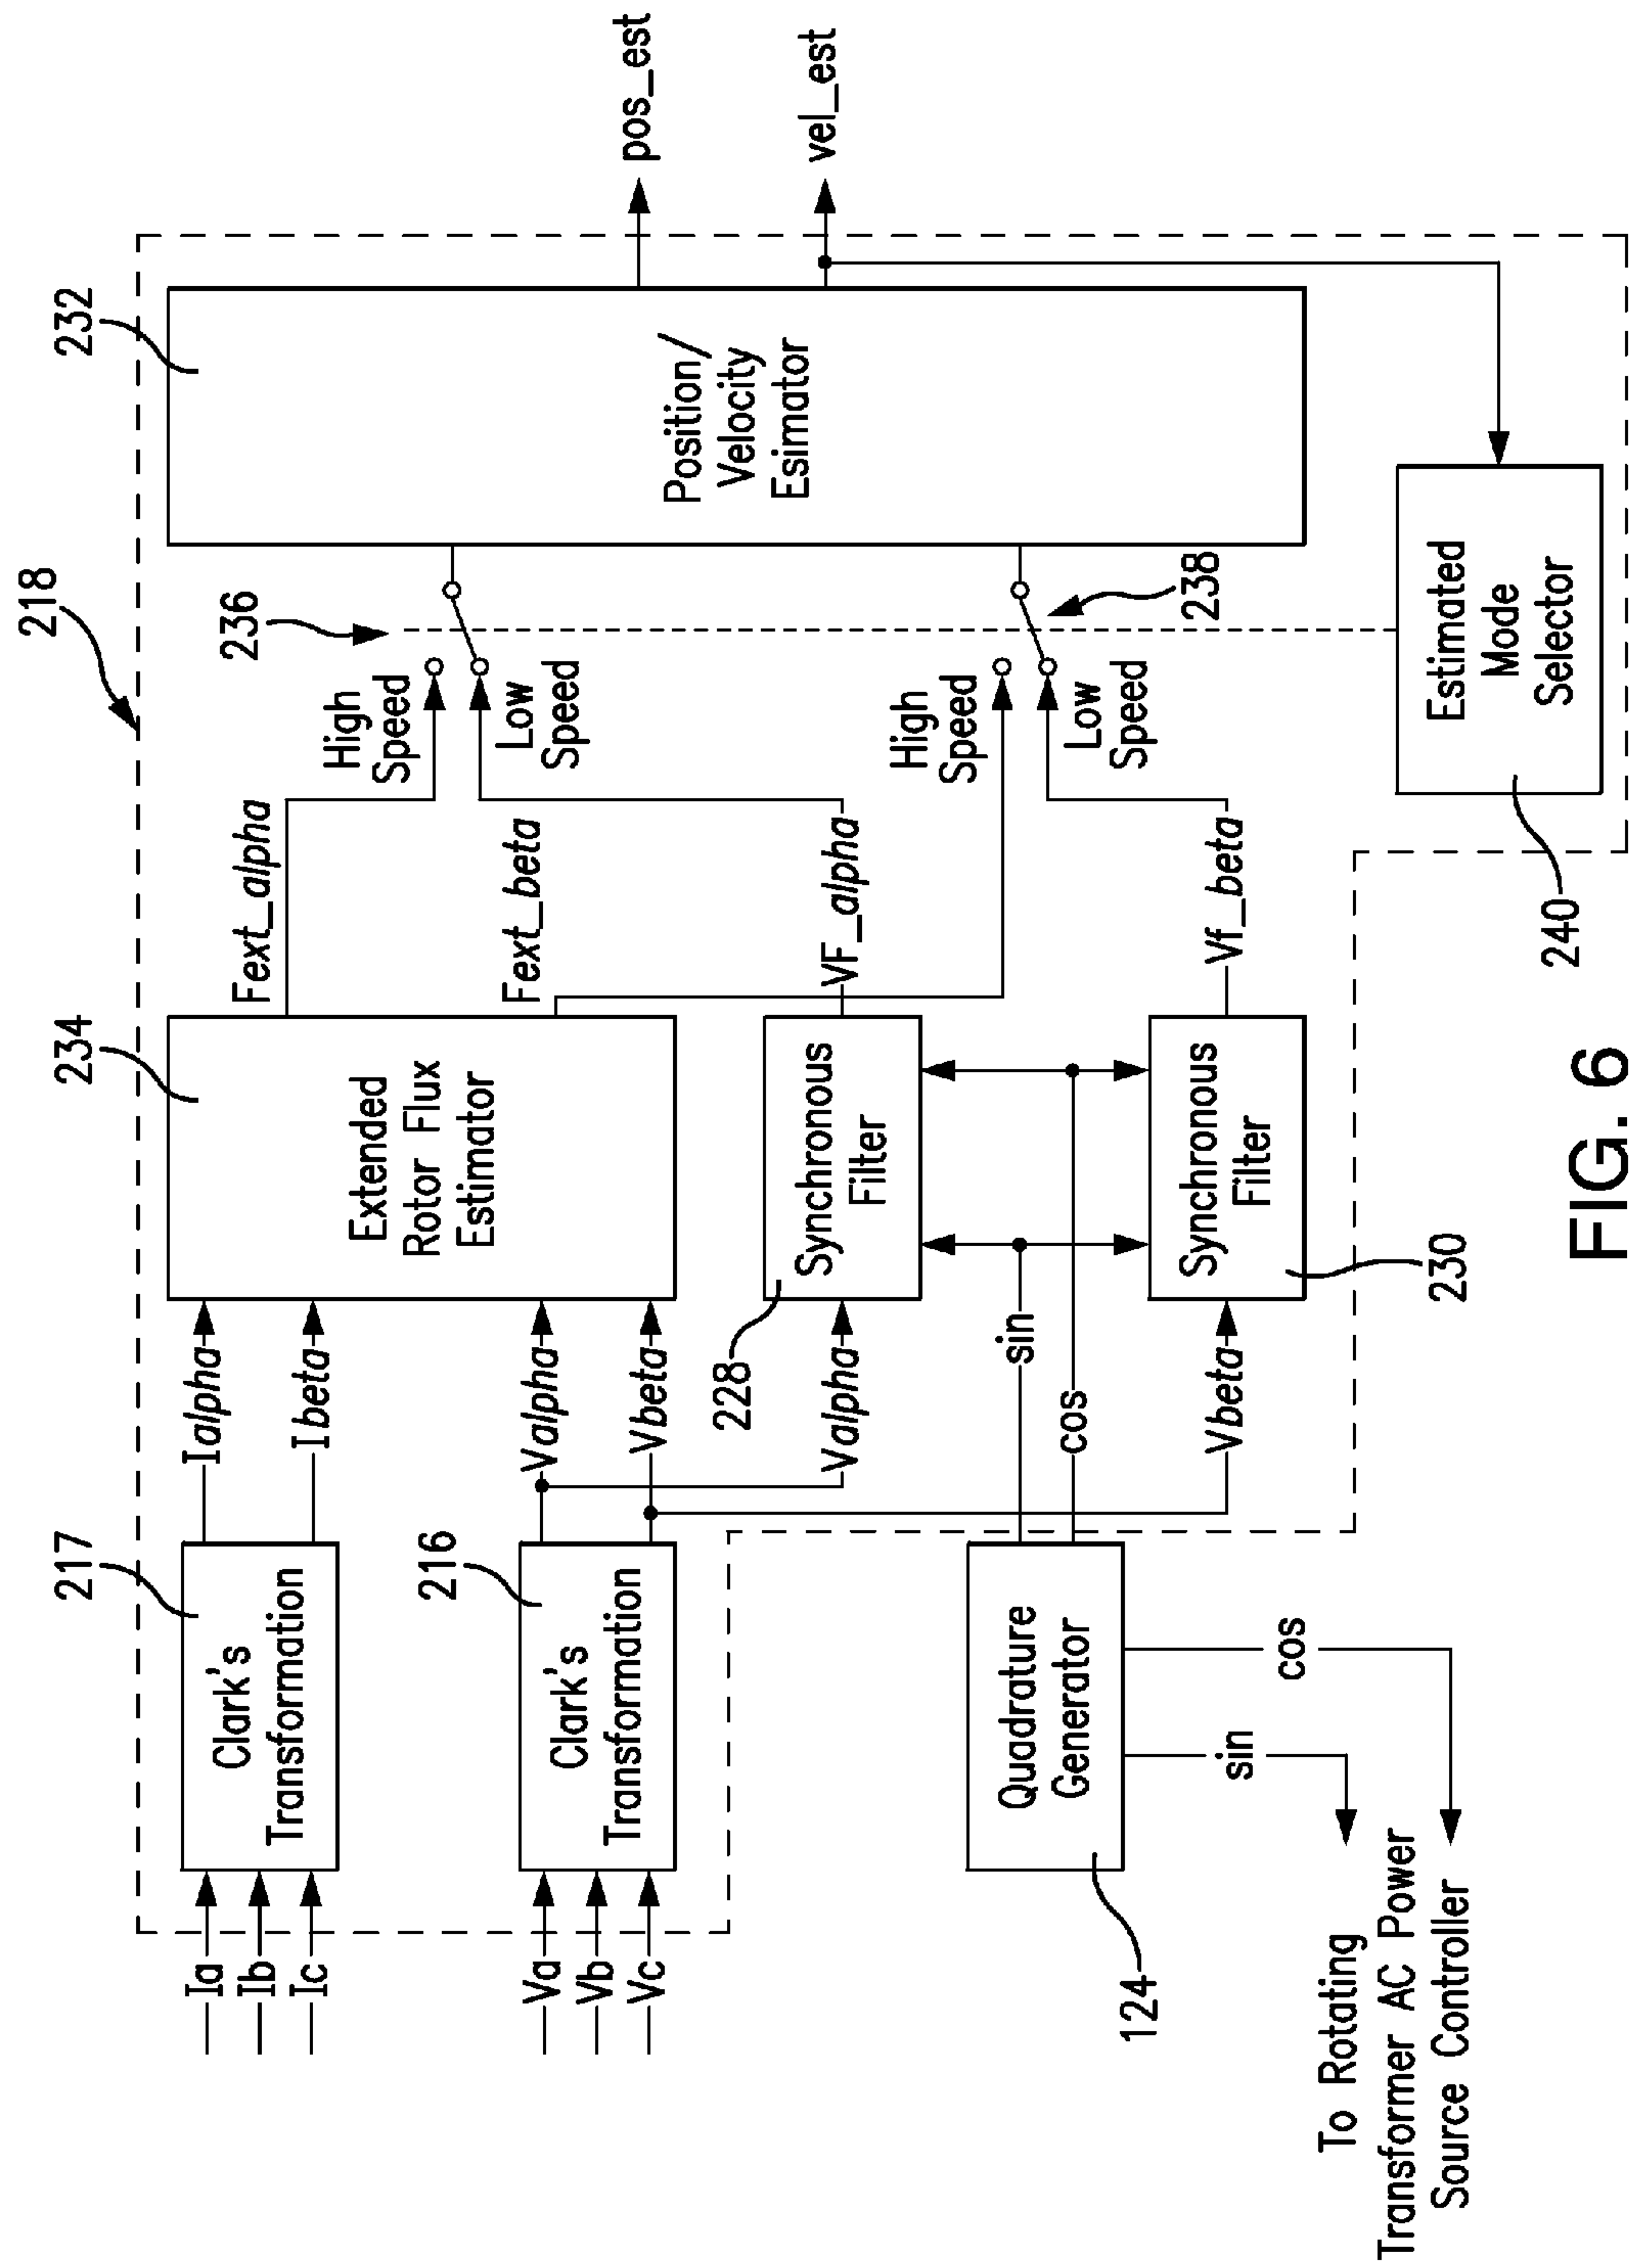 218
217
234
236
232
Ia
Ib
Ic
Clark's
Transformation
Ialpha
Ibeta
Extended
Rotor Flux
Estimator
Fext_alpha
Fext_beta
High
Speed
Low
Speed
Position/
Velocity
Esimator
pos_est
vel_est
216
Va
Vb
Vc
Clark's
Transformation
Valpha
Vbeta
228
Valpha
Synchronous
Filter
VF_alpha
High
Speed
Low
Speed
238
Quadrature
Generator
sin
cos
124
Vbeta
Synchronous
Filter
230
Vf_beta
sin
cos
To Rotating
Transformer AC Power
Source Controller
Estimated
Mode
Selector
240
FIG. 6